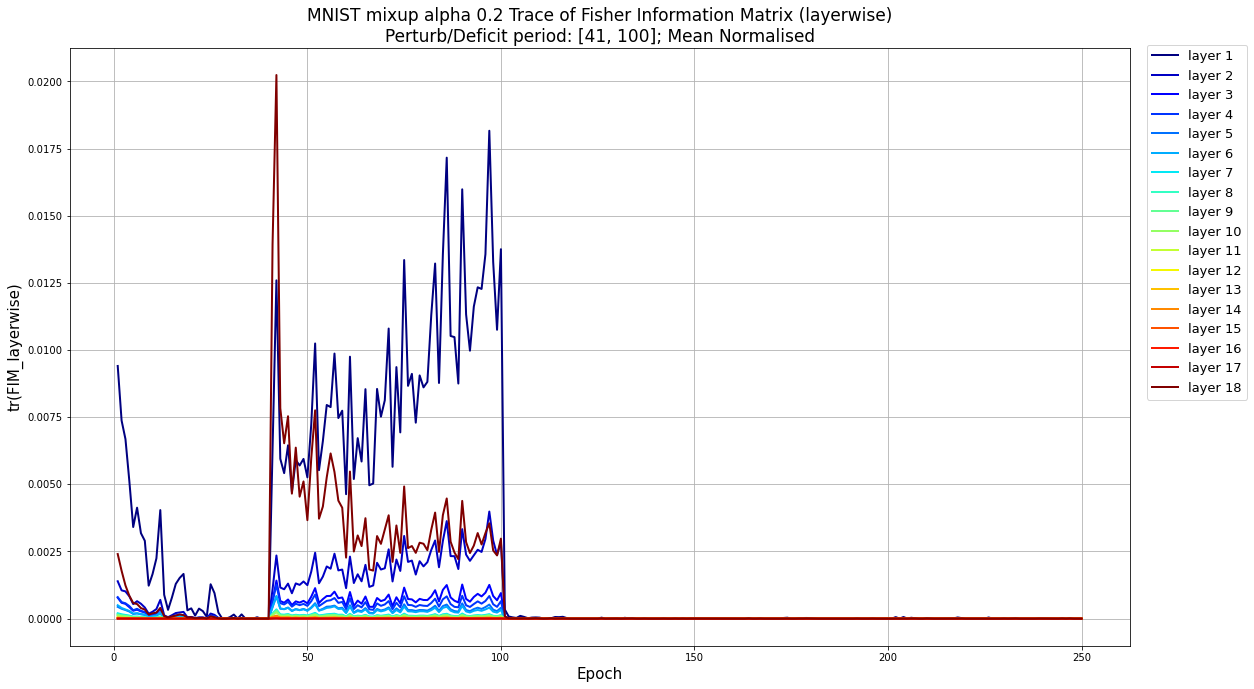 MNIST mixup alpha 0.2 Trace of Fisher Information Matrix (layerwise)
Perturb/Deficit period: [41, 100]; Mean Normalised
tr(FIM_layerwise)
0.0200
0.0175
0.0150
0.0125
0.0100
0.0075
0.0050
0.0025
0.0000
0
50
100
150
200
250
Epoch
layer 1
layer 2
layer 3
layer 4
layer 5
layer 6
layer 7
layer 8
layer 9
layer 10
layer 11
layer 12
layer 13
layer 14
layer 15
layer 16
layer 17
layer 18